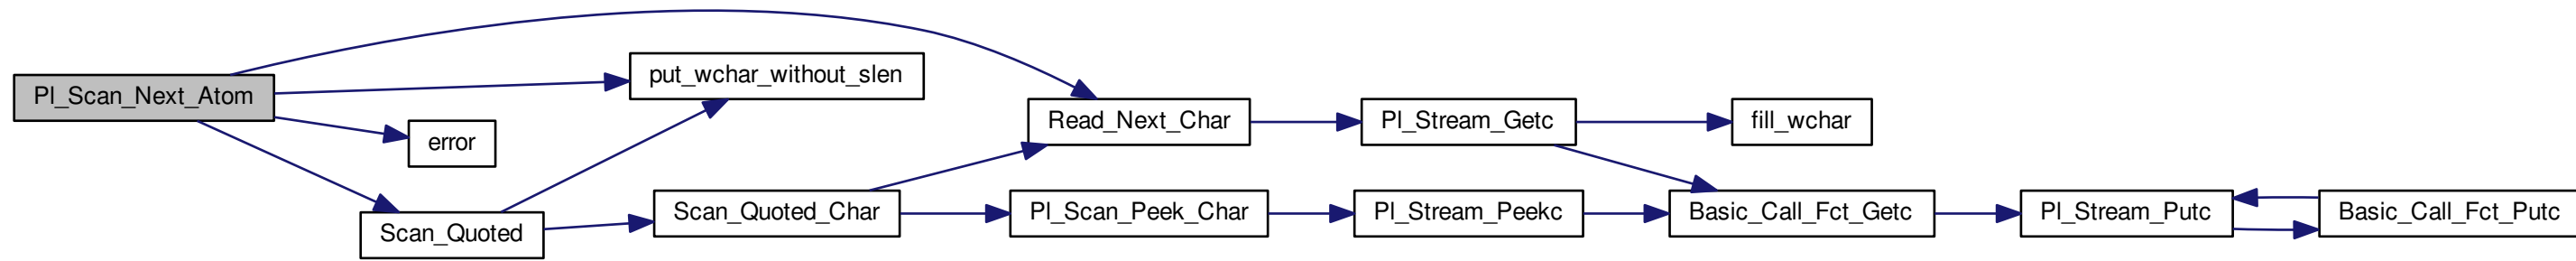 Pl_Scan_Next_Atom
put_wchar_without_slen
error
Scan_Quoted
Scan_Quoted_Char
Read_Next_Char
Pl_Scan_Peek_Char
Pl_Stream_Getc
Pl_Stream_Peekc
fill_wchar
Basic_Call_Fct_Getc
Pl_Stream_Putc
Basic_Call_Fct_Putc